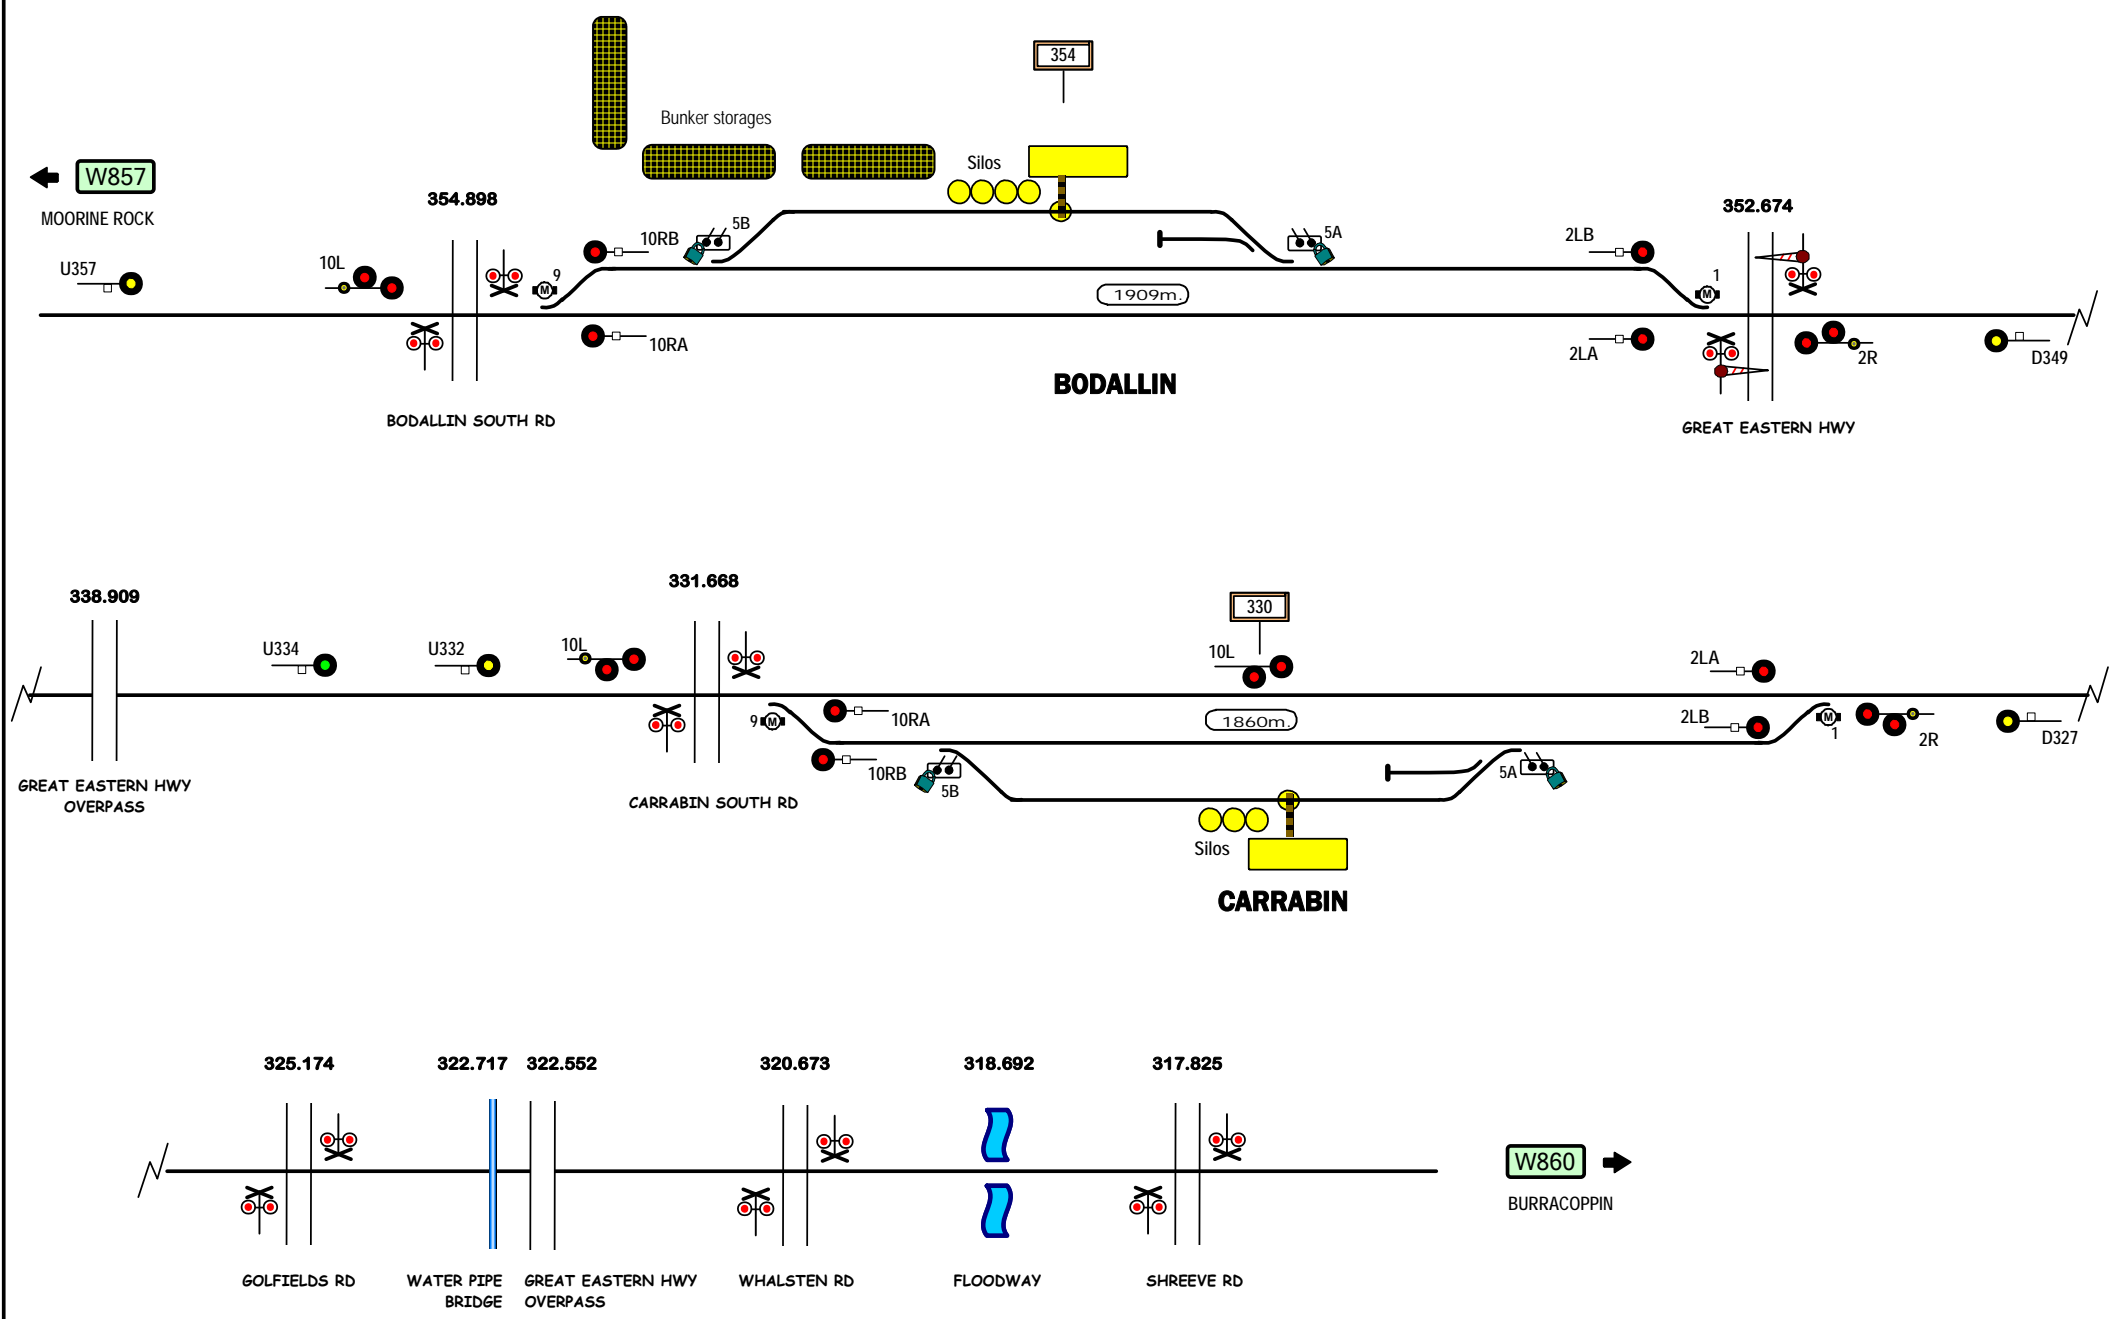 354
Bunker storages
Silos
W857
MOORINE ROCK
354.898
352.674
5B
10RB
5A
2LB
U357
10L
9
M
1909m.
1
M
10RA
2LA
2R
D349
BODALLIN
BODALLIN SOUTH RD
GREAT EASTERN HWY
331.668
338.909
330
U334
U332
10L
10L
2LA
9
M
10RA
1860m.
2LB
M
1
2R
D327
10RB
5B
5A
GREAT EASTERN HWY
OVERPASS
CARRABIN SOUTH RD
Silos
CARRABIN
325.174
322.717
322.552
320.673
318.692
317.825
W860
BURRACOPPIN
GOLFIELDS RD
WATER PIPE
BRIDGE
GREAT EASTERN HWY
OVERPASS
WHALSTEN RD
FLOODWAY
SHREEVE RD